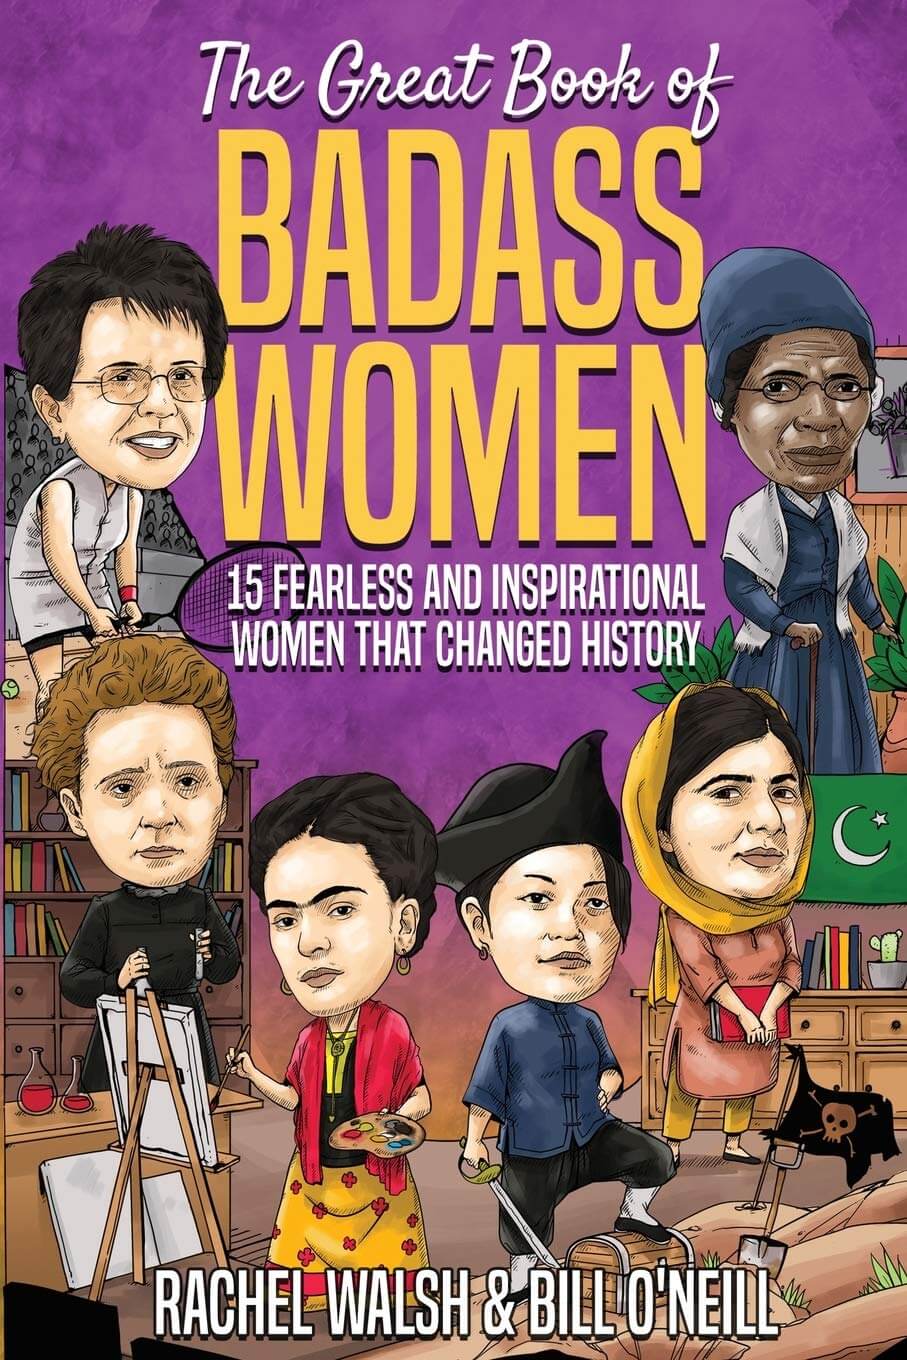 The Great Book of
BADASS
WOMEN
15 FEARLESS AND INSPIRATIONAL
WOMEN THAT CHANGED HISTORY
RACHEL WALSH & BILL O'NEILL